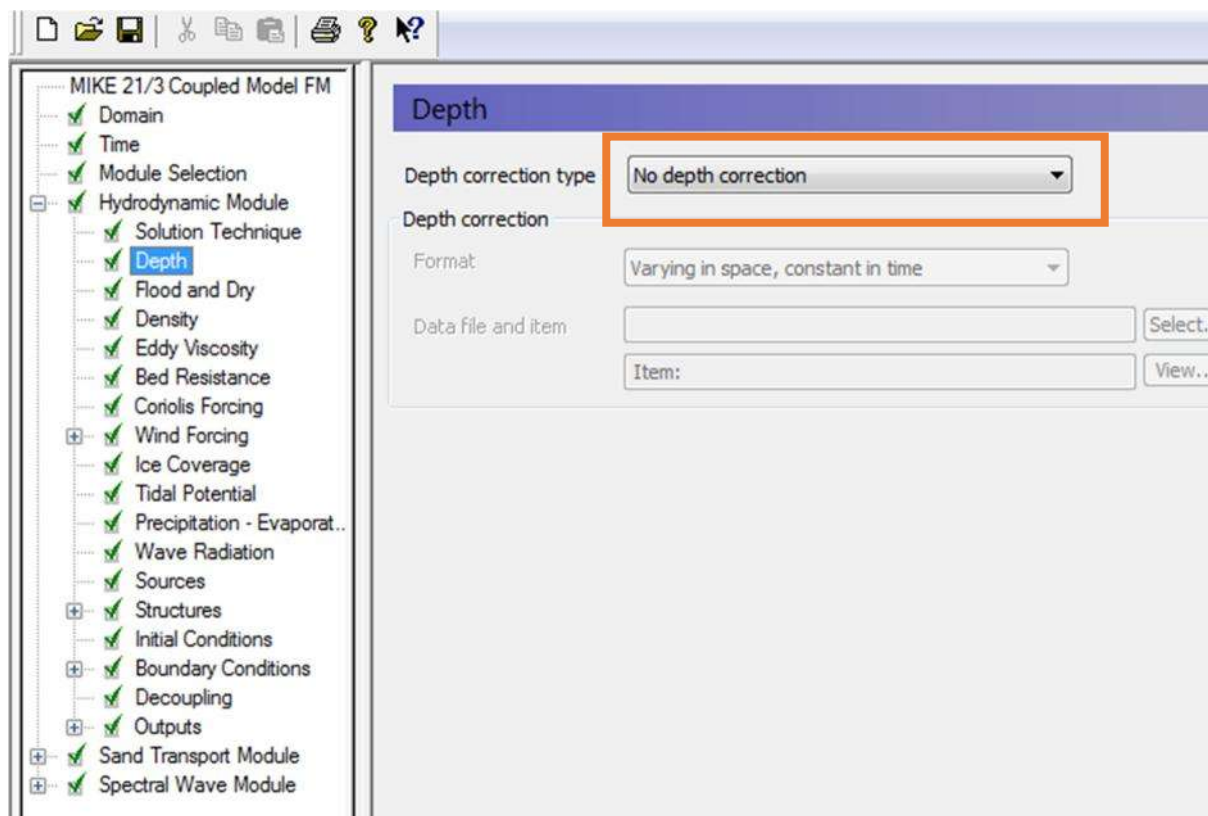 MIKE 21/3 Coupled Model FM
Domain
Time
Module Selection
Hydrodynamic Module
Solution Technique
Depth
Flood and Dry
Density
Eddy Viscosity
Bed Resistance
Coriolis Forcing
Wind Forcing
Ice Coverage
Tidal Potential
Precipitation - Evaporat..
Wave Radiation
Sources
Structures
Initial Conditions
Boundary Conditions
Decoupling
Outputs
Sand Transport Module
Spectral Wave Module
Depth
Depth correction type No depth correction
Depth correction
Format Varying in space, constant in time
Data file and item Select.
Item: View..